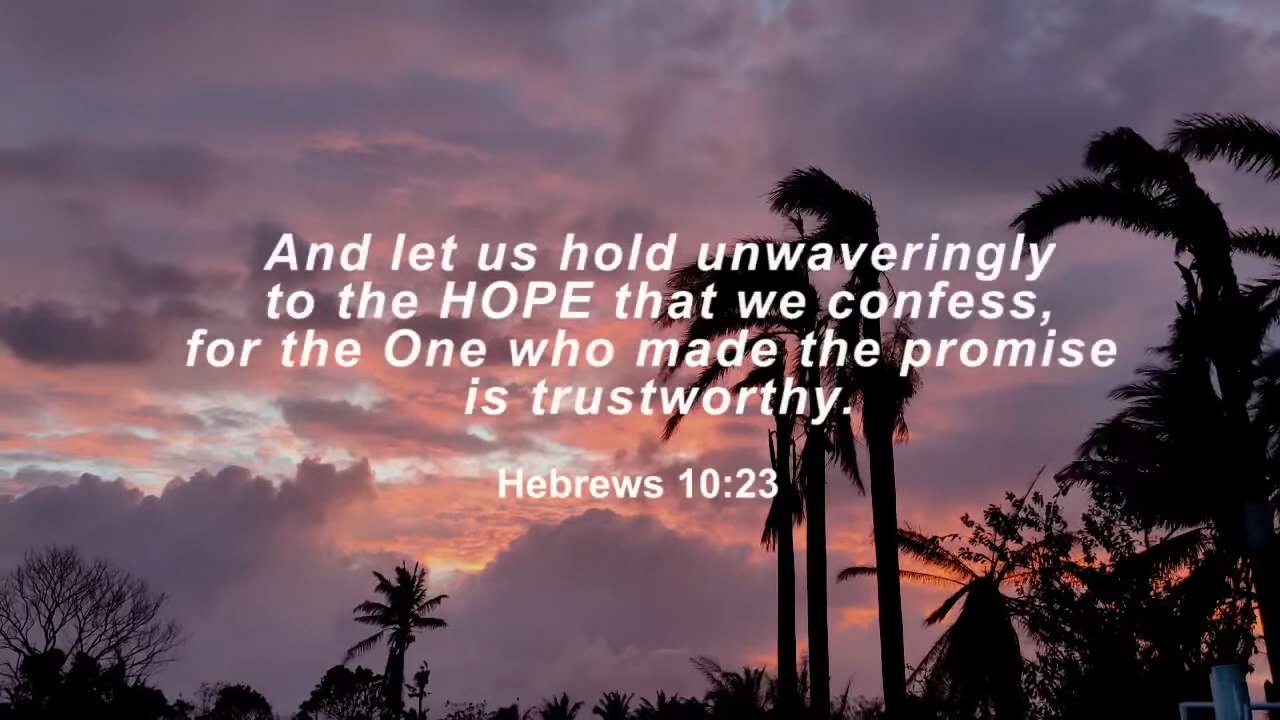 And let us hold unwaveringly
to the HOPE that we confess,
for the One who made the promise
is trustworthy.
Hebrews 10:23